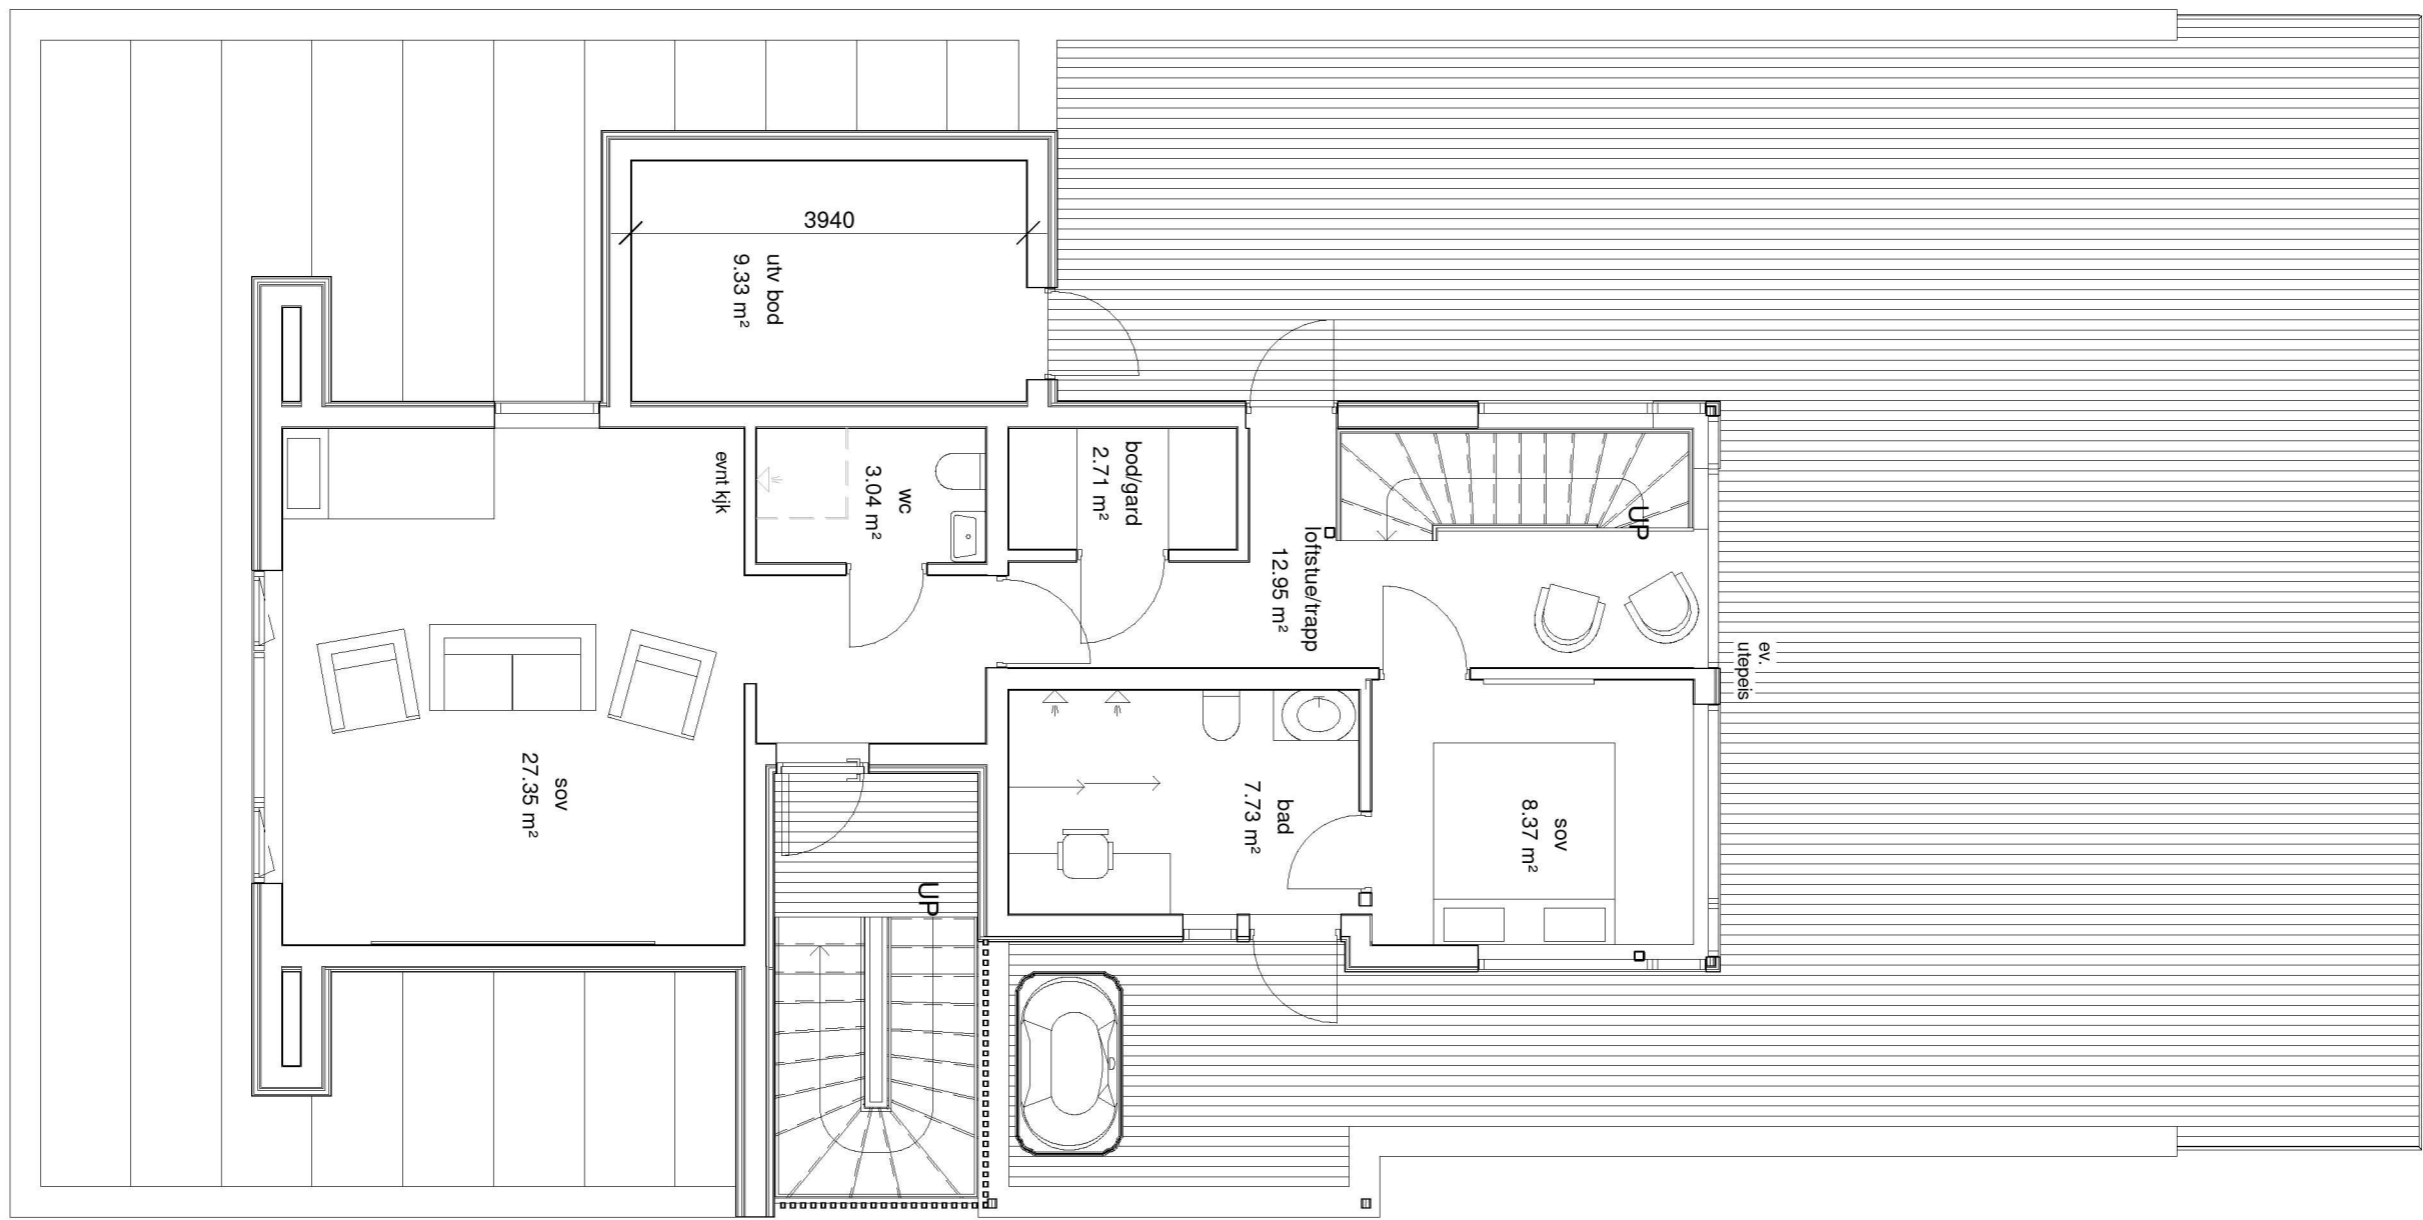 3940
utv bod
9.33 m²
evnt kjk
wc
3.04 m²
bod/gard
2.71 m²
loftstue/trapp
12.95 m²
UP
ev.
utepeis
sov
27.35 m²
bad
7.73 m²
sov
8.37 m²
UP